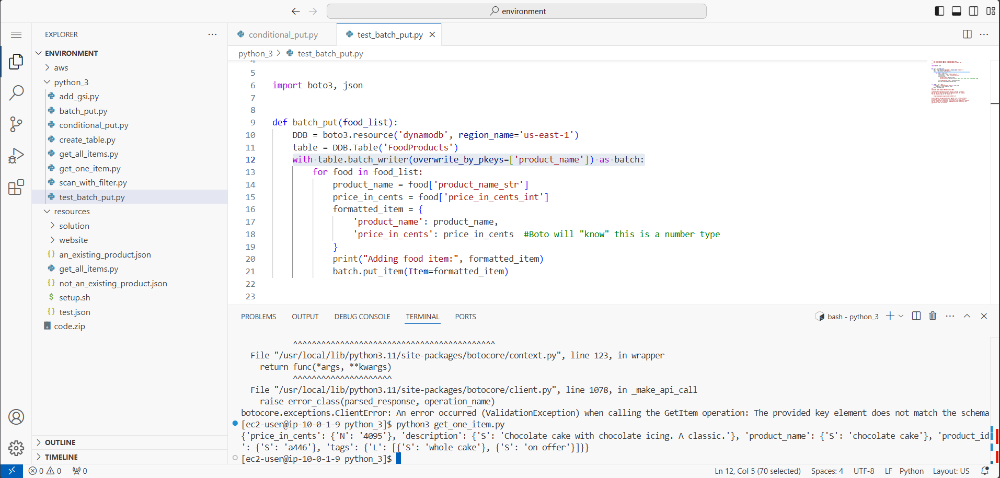 environment
EXPLORER
ENVIRONMENT
aws
python_3
add_gsi.py
batch_put.py
conditional_put.py
create_table.py
get_all_items.py
get_one_item.py
scan_with_filter.py
test_batch_put.py
resources
solution
website
an_existing_product.json
get_all_items.py
not_an_existing_product.json
setup.sh
test.json
code.zip
OUTLINE
TIMELINE
conditional_put.py
test_batch_put.py
python_3 > test_batch_put.py
4
5
6 import boto3, json
7
8
9 def batch_put(food_list):
10 DDB = boto3.resource('dynamodb', region_name='us-east-1')
11 table = DDB.Table('FoodProducts')
12 with table.batch_writer(overwrite_by_pkeys=['product_name']) as batch:
13 for food in food_list:
14 product_name = food['product_name_str']
15 price_in_cents = food['price_in_cents_int']
16 formatted_item = {
17 'product_name': product_name,
18 'price_in_cents': price_in_cents #Boto will "know" this is a number type
19 }
20 print("Adding food item:", formatted_item)
21 batch.put_item(Item=formatted_item)
22
23
PROBLEMS OUTPUT DEBUG CONSOLE TERMINAL PORTS
bash - python_3
^^^^^^^^^^^^^^^^^^^^^^^^^^^^^^^^^^^^^^^^^^^
File "/usr/local/lib/python3.11/site-packages/botocore/context.py", line 123, in wrapper
return func(*args, **kwargs)
^^^^^^^^^^^^^^^^^^^^^
File "/usr/local/lib/python3.11/site-packages/botocore/client.py", line 1078, in _make_api_call
raise error_class(parsed_response, operation_name)
botocore.exceptions.ClientError: An error occurred (ValidationException) when calling the GetItem operation: The provided key element does not match the schema
[ec2-user@ip-10-0-1-9 python_3]$ python3 get_one_item.py
{'price_in_cents': {'N': '4095'}, 'description': {'S': 'Chocolate cake with chocolate icing. A classic.'}, 'product_name': {'S': 'chocolate cake'}, 'product_id
': {'S': 'a446'}, 'tags': {'L': [{'S': 'whole cake'}, {'S': 'on offer'}]}}
[ec2-user@ip-10-0-1-9 python_3]$
0 0 0
Ln 12, Col 5 (70 selected) Spaces: 4 UTF-8 LF Python Layout: US